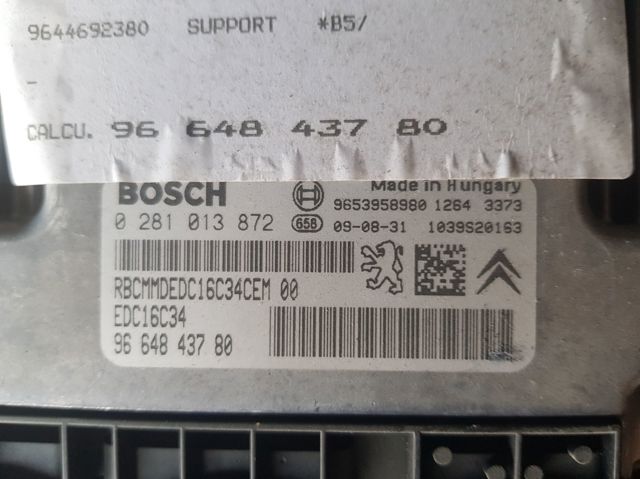 9644692380 SUPPORT *B5/
-
CALCU. 96 648 437 80
BOSCH Made in Hungary
0 281 013 872 658 9653958980 1264 3373
09-08-31 1039S20163
RBCMMDEDC16C34CEM 00
EDC16C34
96 648 437 80